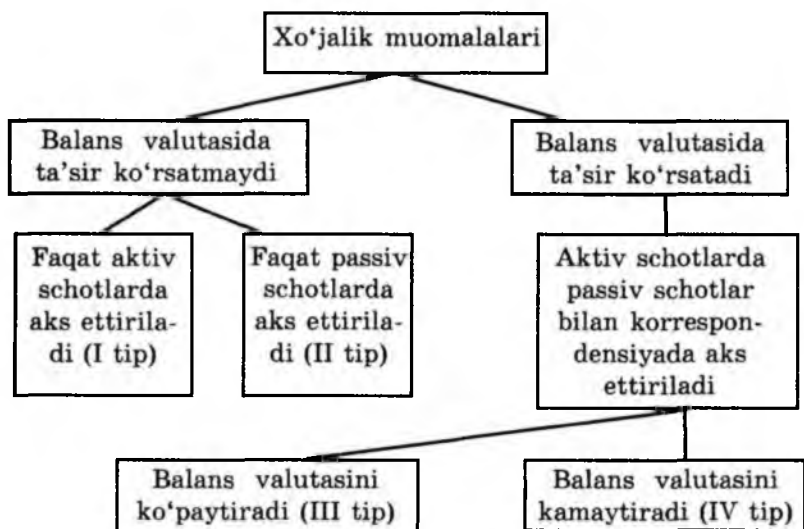 Xo‘jalik muomalalari
Balans valutasida
ta’sir ko‘rsatmaydi
Balans valutasida
ta’sir ko‘rsatadi
Faqat aktiv
schotlarda
aks ettirila-
di (I tip)
Faqat passiv
schotlarda
aks ettirila-
di (II tip)
Aktiv schotlarda
passiv schotlar
bilan korrespon-
densiyada aks
ettiriladi
Balans valutasini
ko‘paytiradi (III tip)
Balans valutasini
kamaytiradi (IV tip)